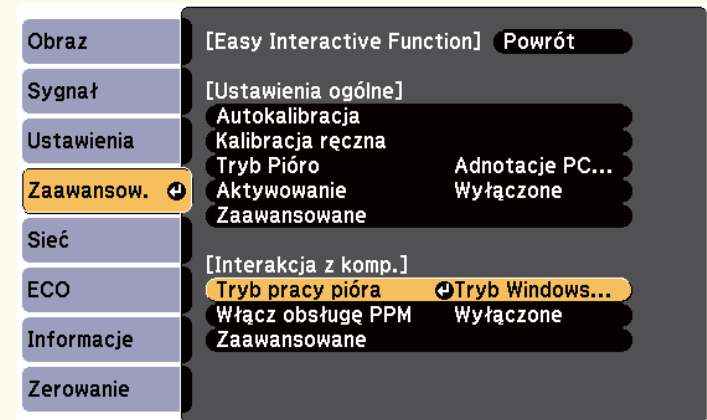 Obraz
Sygnał
Ustawienia
Zaawansow.
Sieć
ECO
Informacje
Zerowanie
[Easy Interactive Function] Powrót
[Ustawienia ogólne]
Autokalibracja
Kalibracja ręczna
Tryb Pióro Adnotacje PC...
Aktywowanie Wyłączone
Zaawansowane
[Interakcja z komp.]
Tryb pracy pióra Tryb Windows...
Włącz obsługę PPM Wyłączone
Zaawansowane